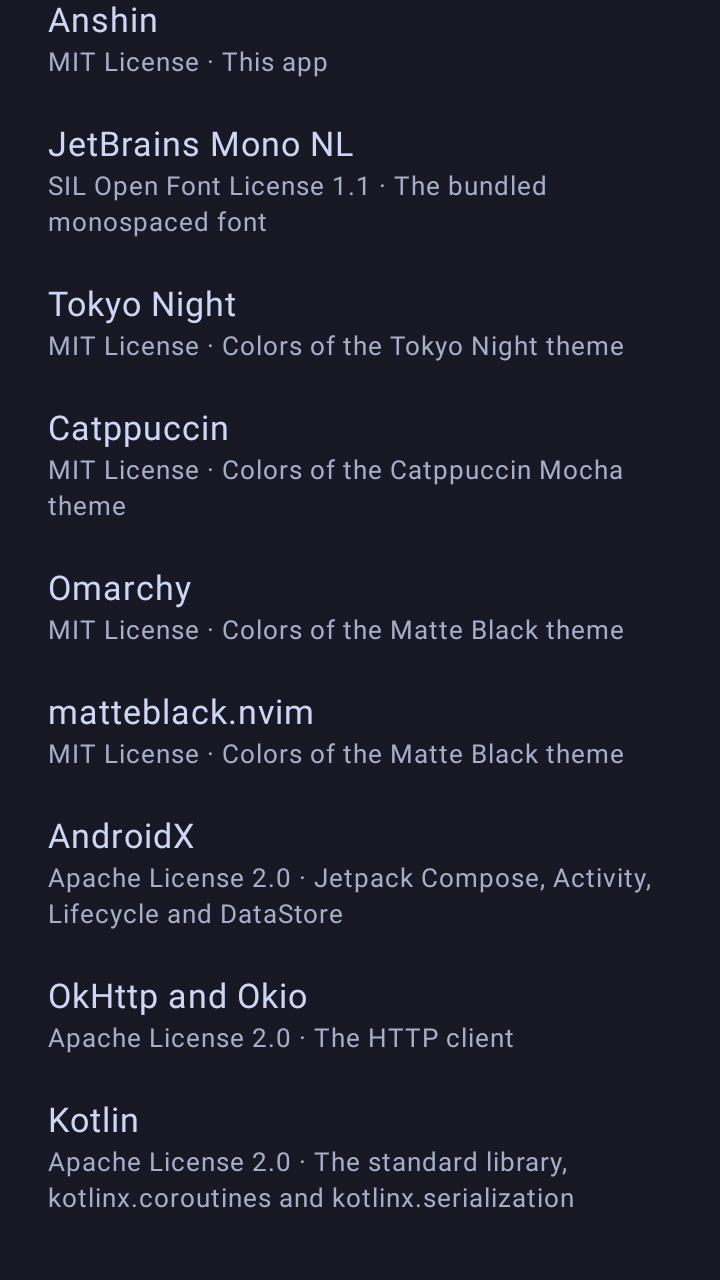 Anshin
MIT License · This app
JetBrains Mono NL
SIL Open Font License 1.1 · The bundled
monospaced font
Tokyo Night
MIT License · Colors of the Tokyo Night theme
Catppuccin
MIT License · Colors of the Catppuccin Mocha
theme
Omarchy
MIT License · Colors of the Matte Black theme
matteblack.nvim
MIT License · Colors of the Matte Black theme
AndroidX
Apache License 2.0 · Jetpack Compose, Activity,
Lifecycle and DataStore
OkHttp and Okio
Apache License 2.0 · The HTTP client
Kotlin
Apache License 2.0 · The standard library,
kotlinx.coroutines and kotlinx.serialization